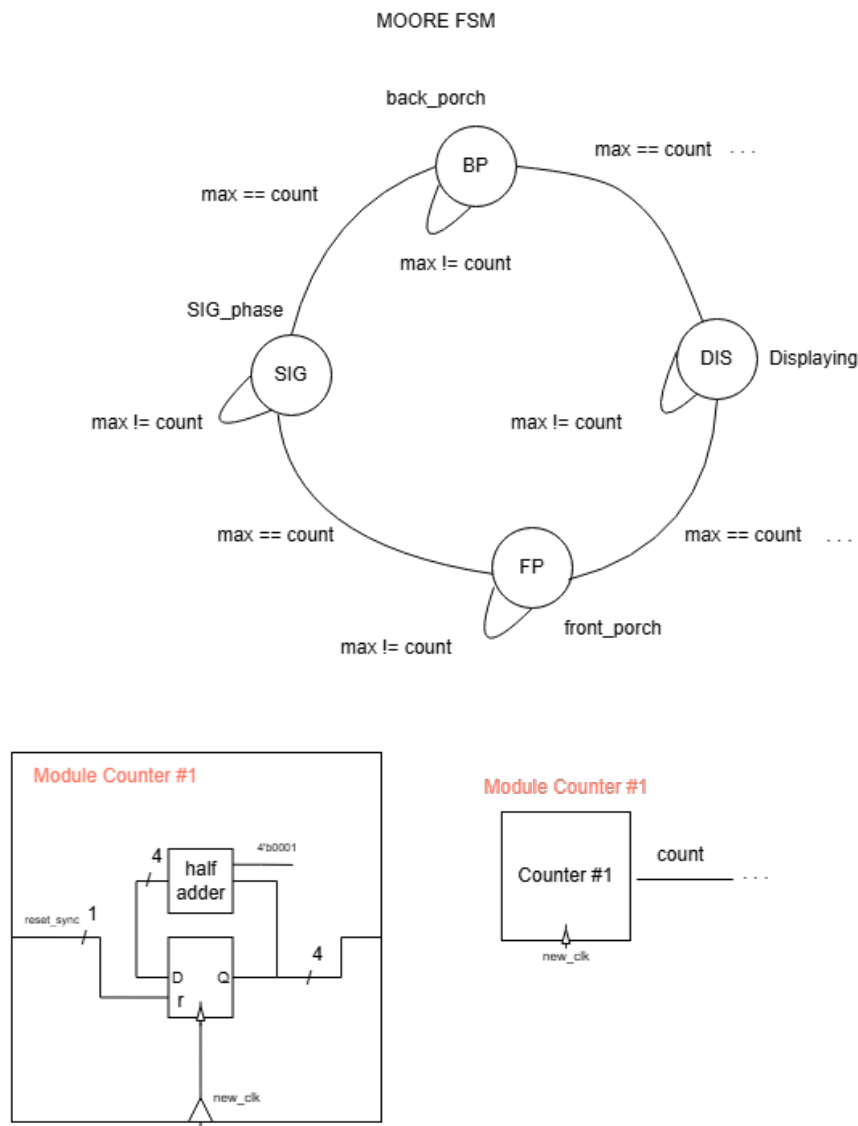 MOORE FSM
back_porch
BP
max == count . . .
max == count
max != count
SIG_phase
SIG
DIS
Displaying
max != count
max != count
max == count
max == count . . .
FP
front_porch
max != count
Module Counter #1
4
half
adder
4'b0001
reset_sync
1
D
Q
4
r
new_clk
Module Counter #1
Counter #1
count
. . .
new_clk